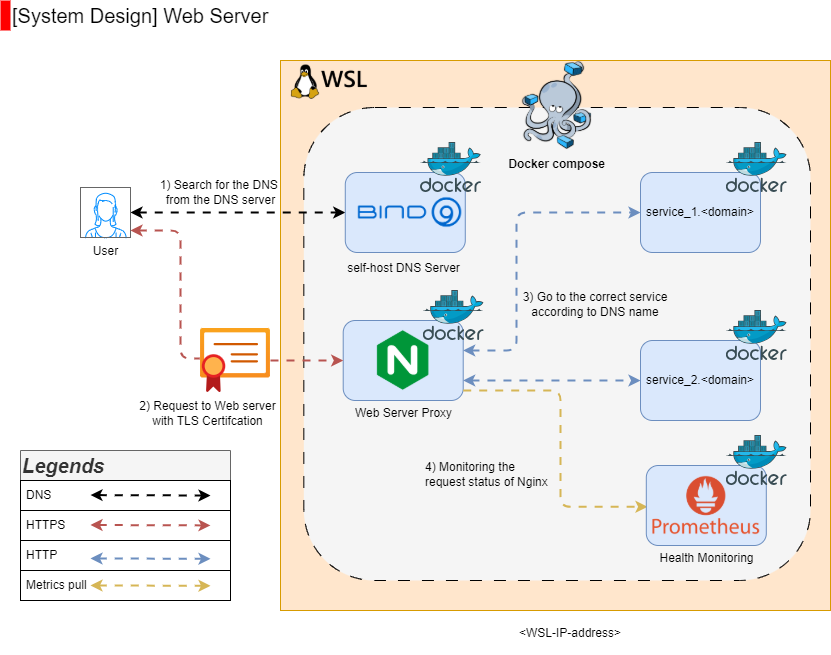 [System Design] Web Server
WSL
Docker compose
docker
docker
1) Search for the DNS
from the DNS server
BIND 9
service_1.<domain>
User
self-host DNS Server
3) Go to the correct service
according to DNS name
docker
docker
N
service_2.<domain>
2) Request to Web server
with TLS Certifcation
Web Server Proxy
4) Monitoring the
request status of Nginx
docker
Prometheus
Health Monitoring
Legends
DNS
HTTPS
HTTP
Metrics pull
<WSL-IP-address>